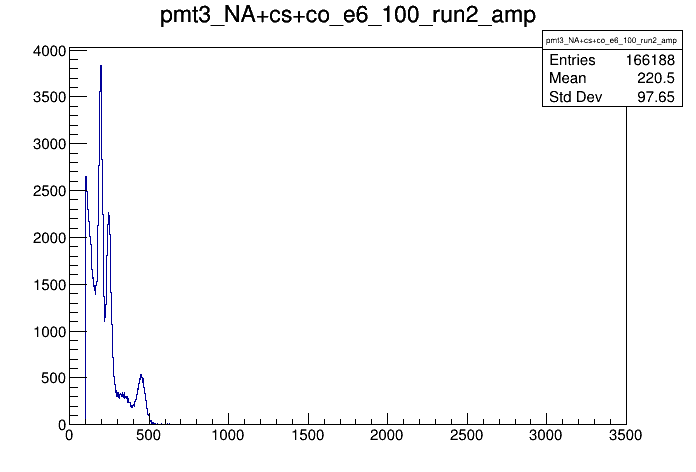 pmt3_NA+cs+co_e6_100_run2_amp
pmt3_NA+cs+co_e6_100_run2_amp
Entries 166188
Mean 220.5
Std Dev 97.65
4000
3500
3000
2500
2000
1500
1000
500
0
0 500 1000 1500 2000 2500 3000 3500